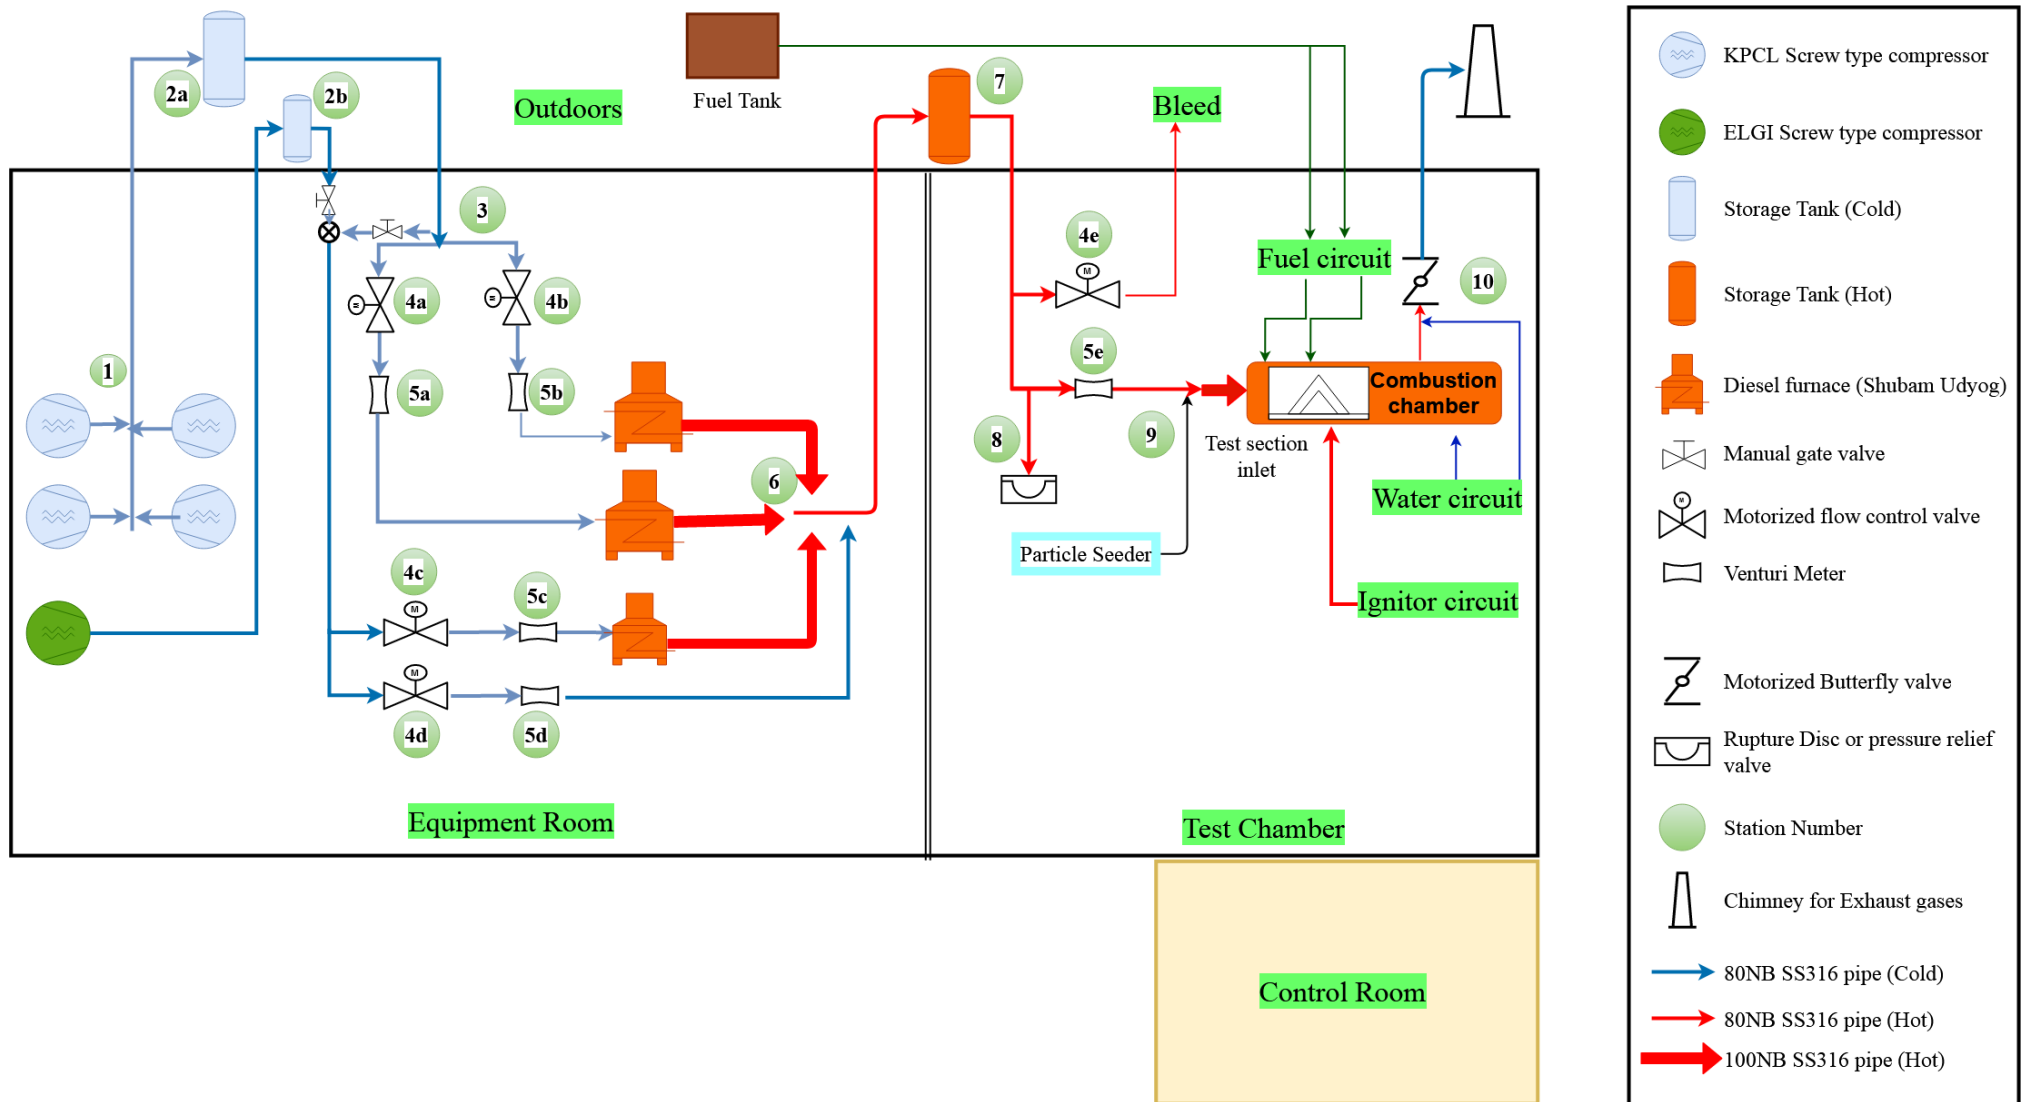 2a
2b
Outdoors
Fuel Tank
7
Bleed
3
4e
M
Fuel circuit
10
4a
4b
M
M
1
5a
5b
5e
Combustion
chamber
8
9
Test section
inlet
6
Water circuit
Particle Seeder
Ignitor circuit
4c
M
5c
M
4d
5d
Equipment Room
Test Chamber
Control Room
KPCL Screw type compressor
ELGI Screw type compressor
Storage Tank (Cold)
Storage Tank (Hot)
Diesel furnace (Shubam Udyog)
Manual gate valve
M
Motorized flow control valve
Venturi Meter
Motorized Butterfly valve
Rupture Disc or pressure relief
valve
Station Number
Chimney for Exhaust gases
80NB SS316 pipe (Cold)
80NB SS316 pipe (Hot)
100NB SS316 pipe (Hot)